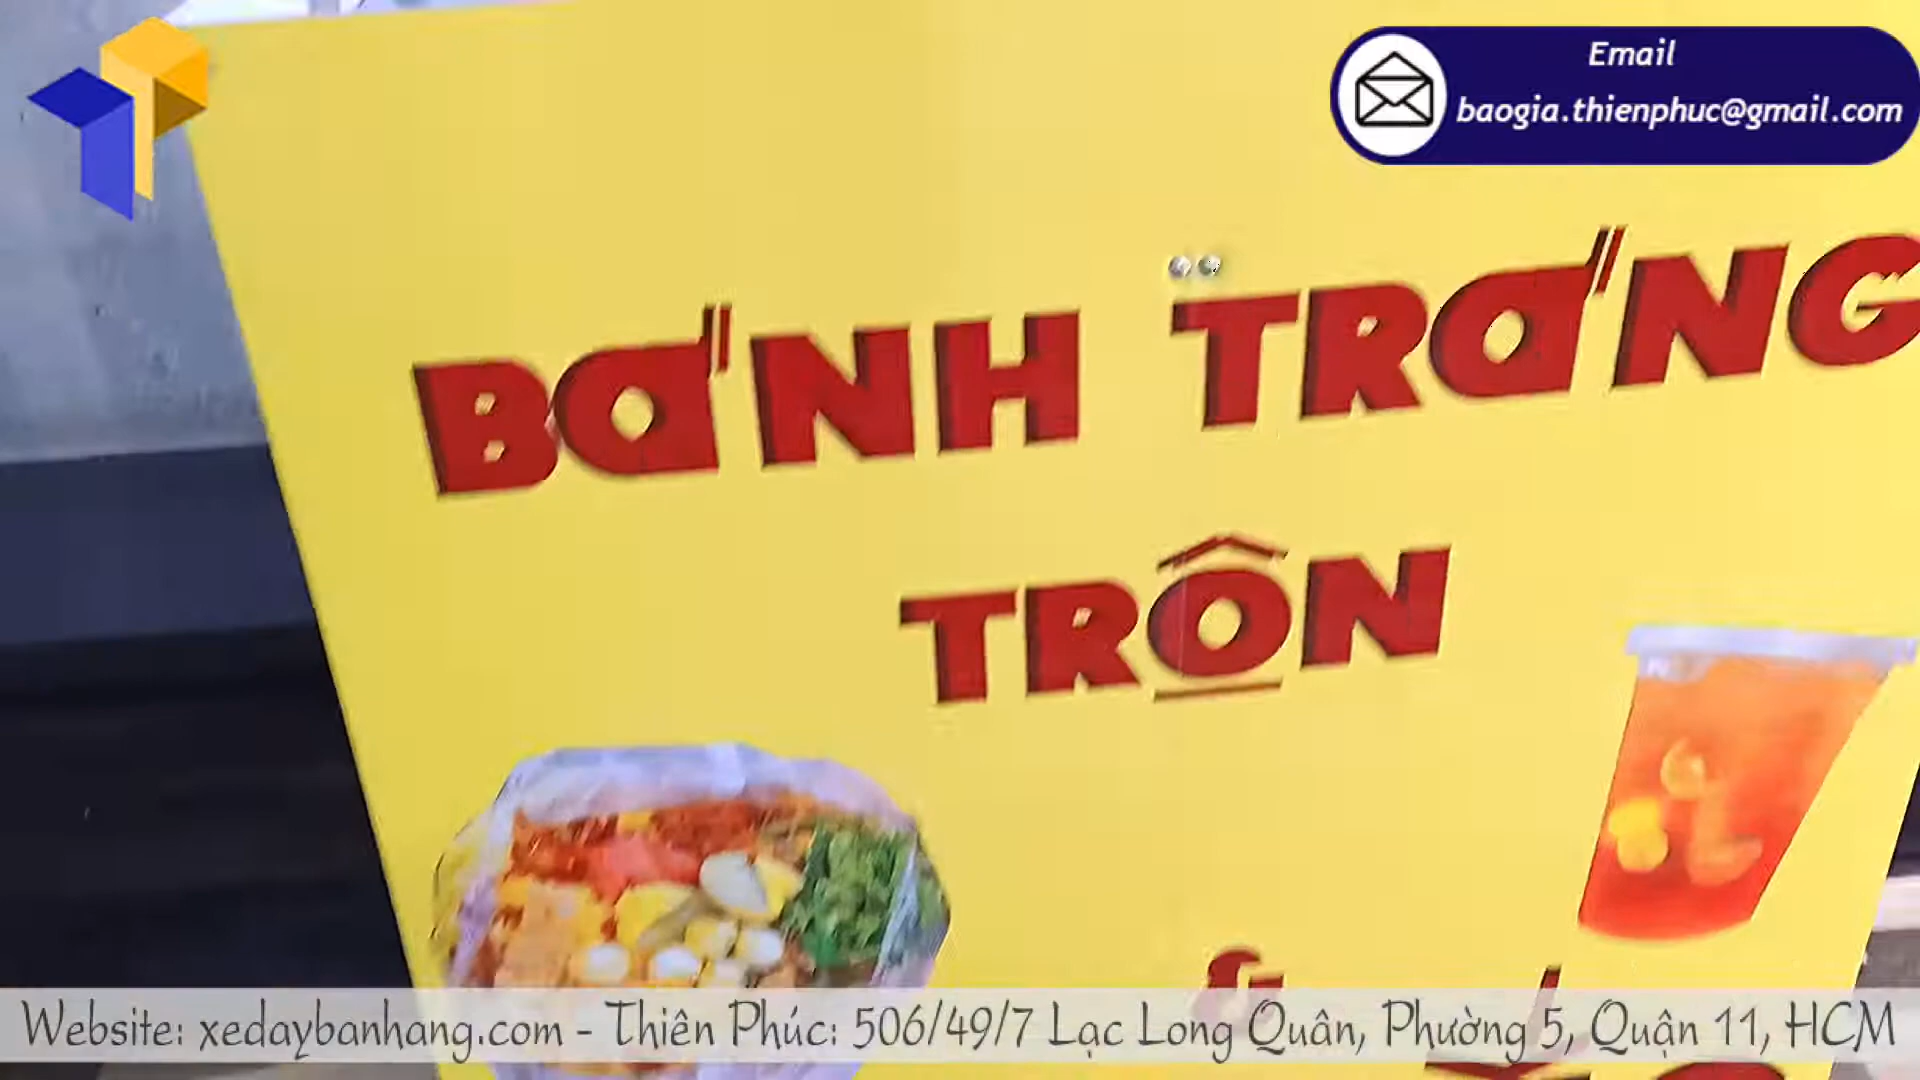 Email
baogia.thienphuc@gmail.com
BÁNH TRÁNG
TRỘN
&
Website: xedaybanhang.com - Thiên Phúc: 506/49/7 Lạc Long Quân, Phường 5, Quận 11, HCM